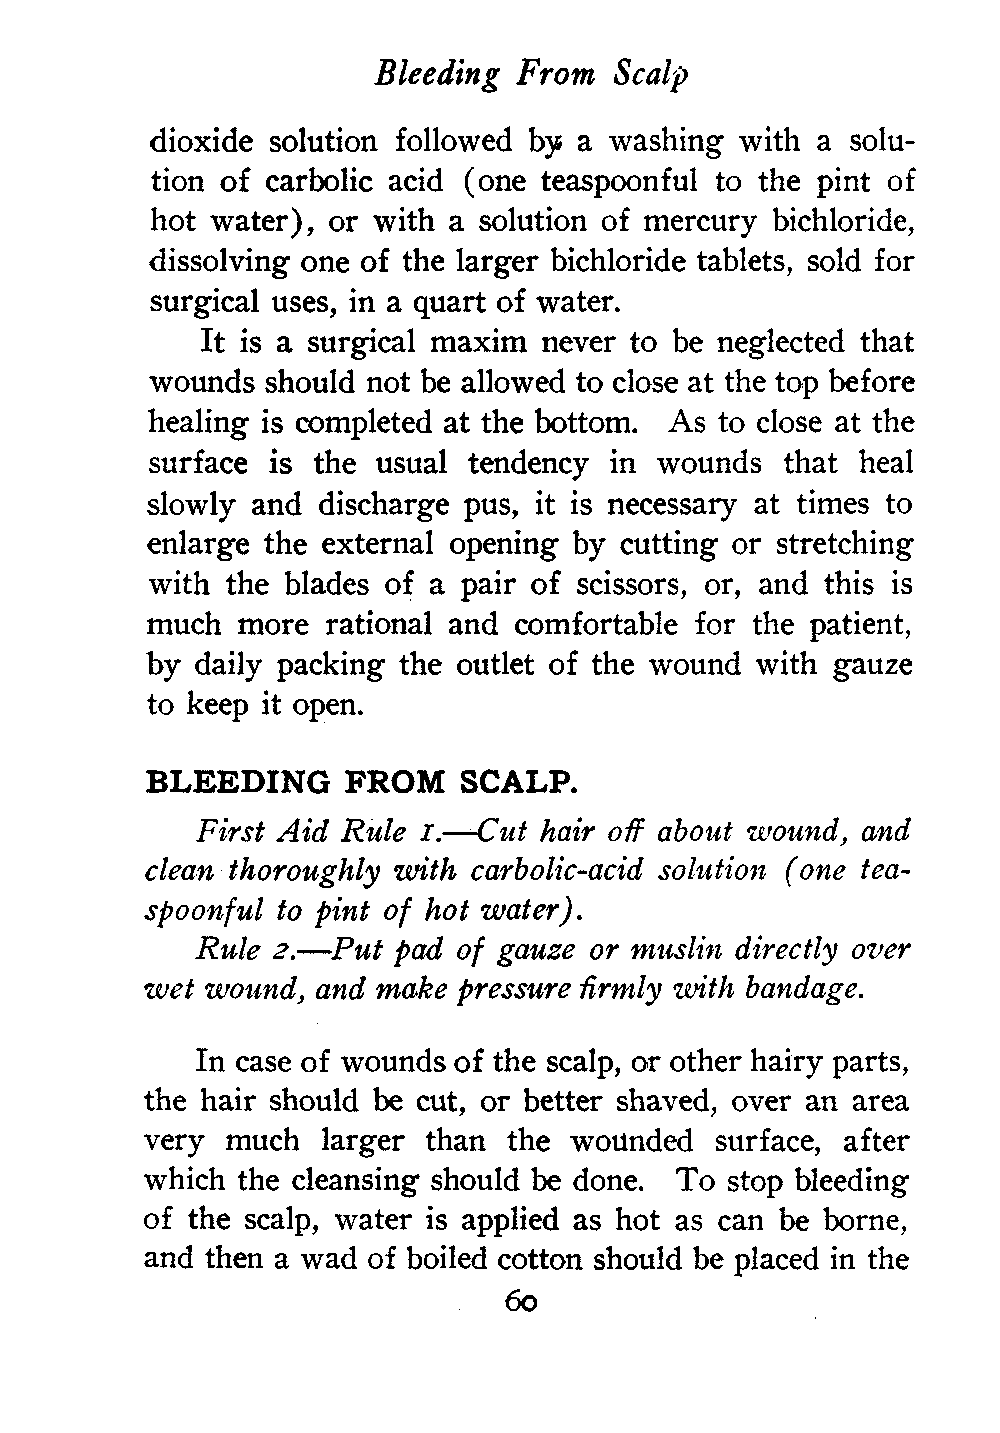 Bleeding From Scalp
dioxide solution followed by a washing with a solu-
tion of carbolic acid (one teaspoonful to the pint of
hot water), or with a solution of mercury bichloride,
dissolving one of the larger bichloride tablets, sold for
surgical uses, in a quart of water.
It is a surgical maxim never to be neglected that
wounds should not be allowed to close at the top before
healing is completed at the bottom. As to close at the
surface is the usual tendency in wounds that heal
slowly and discharge pus, it is necessary at times to
enlarge the external opening by cutting or stretching
with the blades of a pair of scissors, or, and this is
much more rational and comfortable for the patient,
by daily packing the outlet of the wound with gauze
to keep it open.
BLEEDING FROM SCALP.
First Aid Rule 1.—Cut hair off about wound, and
clean thoroughly with carbolic-acid solution (one tea-
spoonful to pint of hot water).
Rule 2.—Put pad of gauze or muslin directly over
wet wound, and make pressure firmly with bandage.
In case of wounds of the scalp, or other hairy parts,
the hair should be cut, or better shaved, over an area
very much larger than the wounded surface, after
which the cleansing should be done. To stop bleeding
of the scalp, water is applied as hot as can be borne,
and then a wad of boiled cotton should be placed in the
60